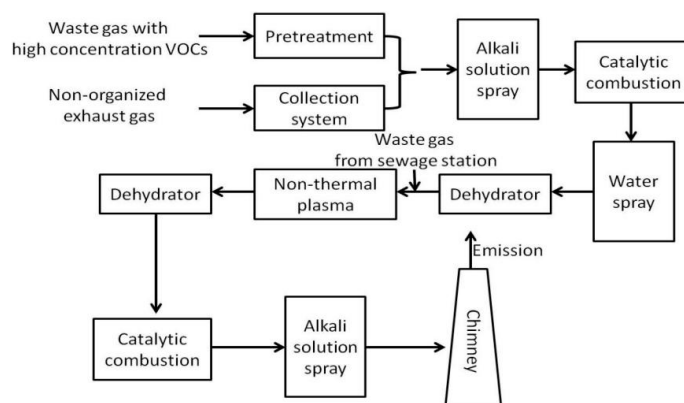 Waste gas with
high concentration VOCs
Pretreatment
Alkali
solution
spray
Catalytic
combustion
Non-organized
exhaust gas
Collection
system
Waste gas
from sewage station
Dehydrator
Non-thermal
plasma
Dehydrator
Water
spray
Emission
Catalytic
combustion
Alkali
solution
spray
Chimney